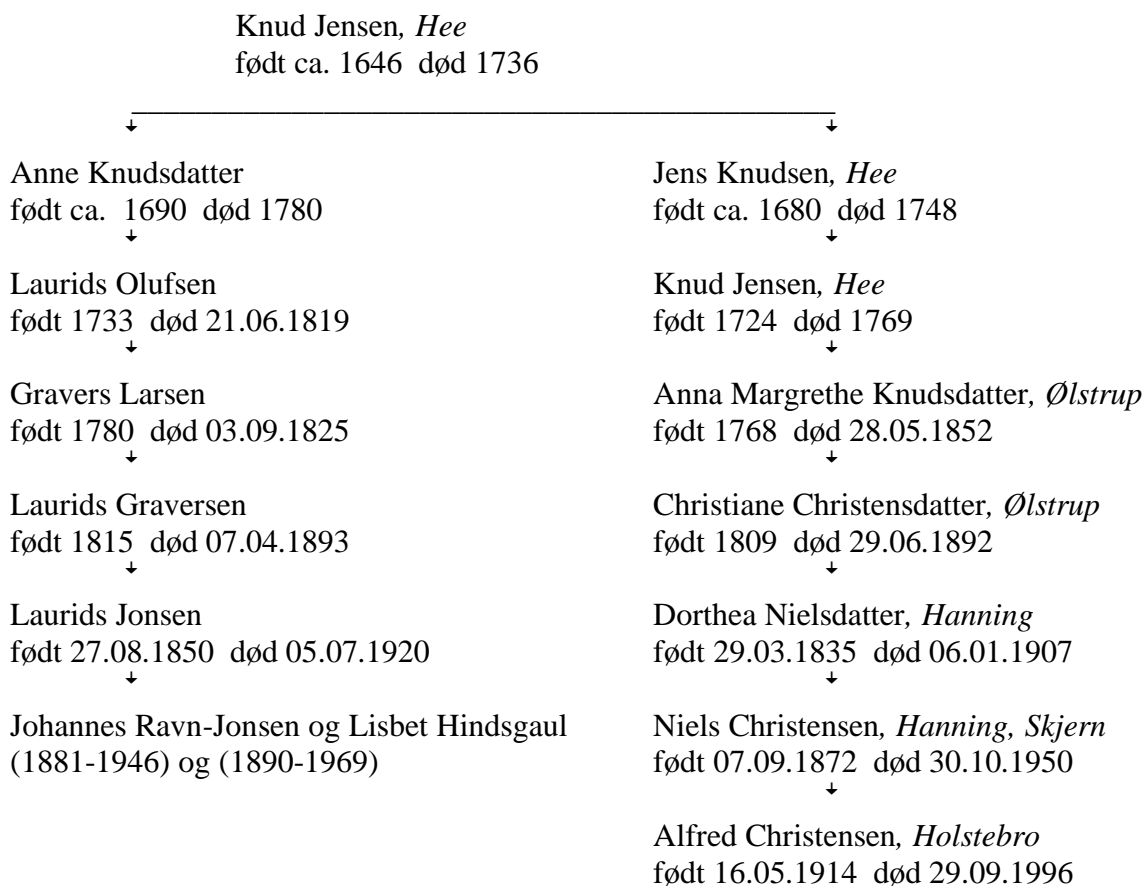 Knud Jensen, Hee
født ca. 1646 død 1736
Anne Knudsdatter
født ca. 1690 død 1780
Laurids Olufsen
født 1733 død 21.06.1819
Gravers Larsen
født 1780 død 03.09.1825
Laurids Graversen
født 1815 død 07.04.1893
Laurids Jonsen
født 27.08.1850 død 05.07.1920
Johannes Ravn-Jonsen og Lisbet Hindsgaul
(1881-1946) og (1890-1969)
Jens Knudsen, Hee
født ca. 1680 død 1748
Knud Jensen, Hee
født 1724 død 1769
Anna Margrethe Knudsdatter, Ølstrup
født 1768 død 28.05.1852
Christiane Christensdatter, Ølstrup
født 1809 død 29.06.1892
Dorthea Nielsdatter, Hanning
født 29.03.1835 død 06.01.1907
Niels Christensen, Hanning, Skjern
født 07.09.1872 død 30.10.1950
Alfred Christensen, Holstebro
født 16.05.1914 død 29.09.1996